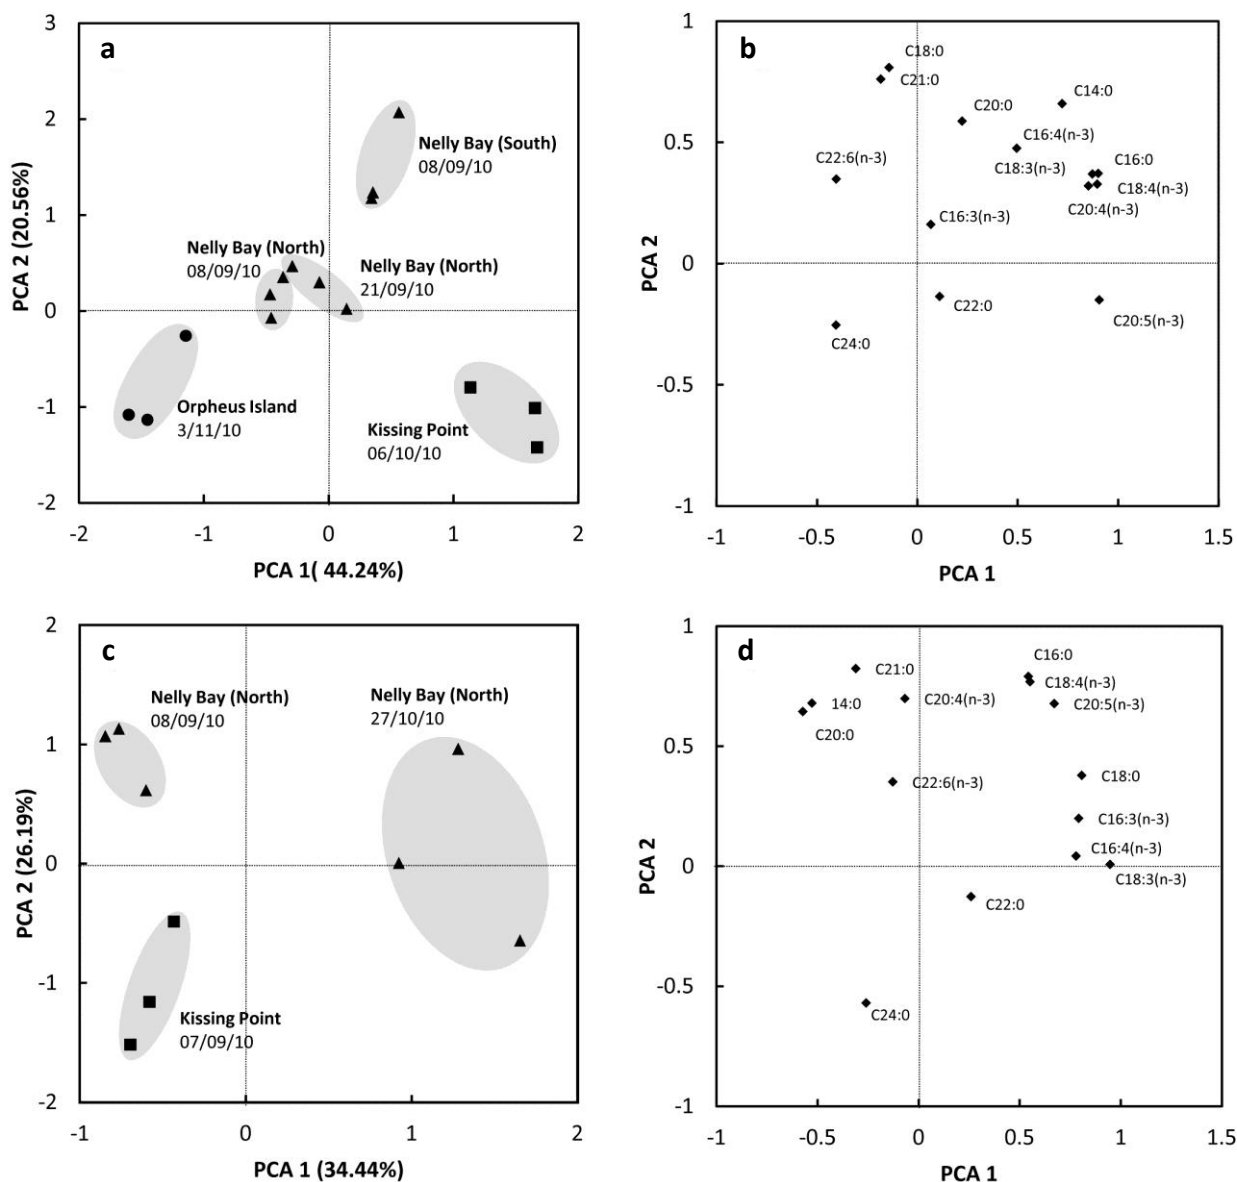 a
3
2
1
0
-1
-2
-2
-1
0
1
2
PCA 2 (20.56%)
PCA 1( 44.24%)
Nelly Bay (South)
08/09/10
Nelly Bay (North)
08/09/10
Nelly Bay (North)
21/09/10
Orpheus Island
3/11/10
Kissing Point
06/10/10
b
1
0.5
0
-0.5
-1
-1
-0.5
0
0.5
1
1.5
PCA 2
PCA 1
C18:0
C21:0
C14:0
C20:0
C16:4(n-3)
C22:6(n-3)
C18:3(n-3)
C16:0
C18:4(n-3)
C20:4(n-3)
C16:3(n-3)
C22:0
C20:5(n-3)
C24:0
c
2
1
0
-1
-2
-1
0
1
2
PCA 2 (26.19%)
PCA 1 (34.44%)
Nelly Bay (North)
08/09/10
Nelly Bay (North)
27/10/10
Kissing Point
07/09/10
d
1
0.5
0
-0.5
-1
-1
-0.5
0
0.5
1
1.5
PCA 2
PCA 1
C16:0
C21:0
C18:4(n-3)
14:0
C20:4(n-3)
C20:5(n-3)
C20:0
C22:6(n-3)
C18:0
C16:3(n-3)
C16:4(n-3)
C18:3(n-3)
C22:0
C24:0